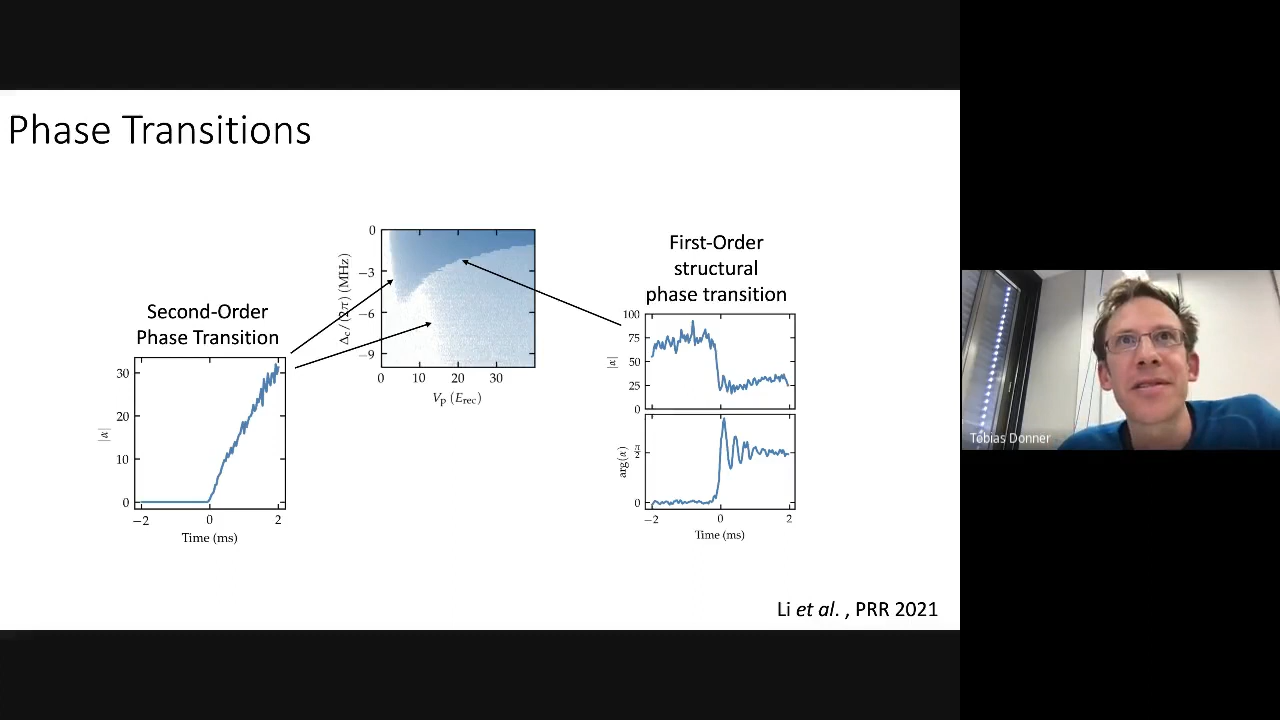 Phase Transitions
Second-Order
Phase Transition
|α|
30
20
10
0
−2
0
2
Time (ms)
Δc/(2π) (MHz)
0
−3
−6
−9
0
10
20
30
Vp (Erec)
First-Order
structural
phase transition
|α|
100
75
50
25
0
arg(α)
π/2
0
−2
0
2
Time (ms)
Li et al. , PRR 2021
Tobias Donner